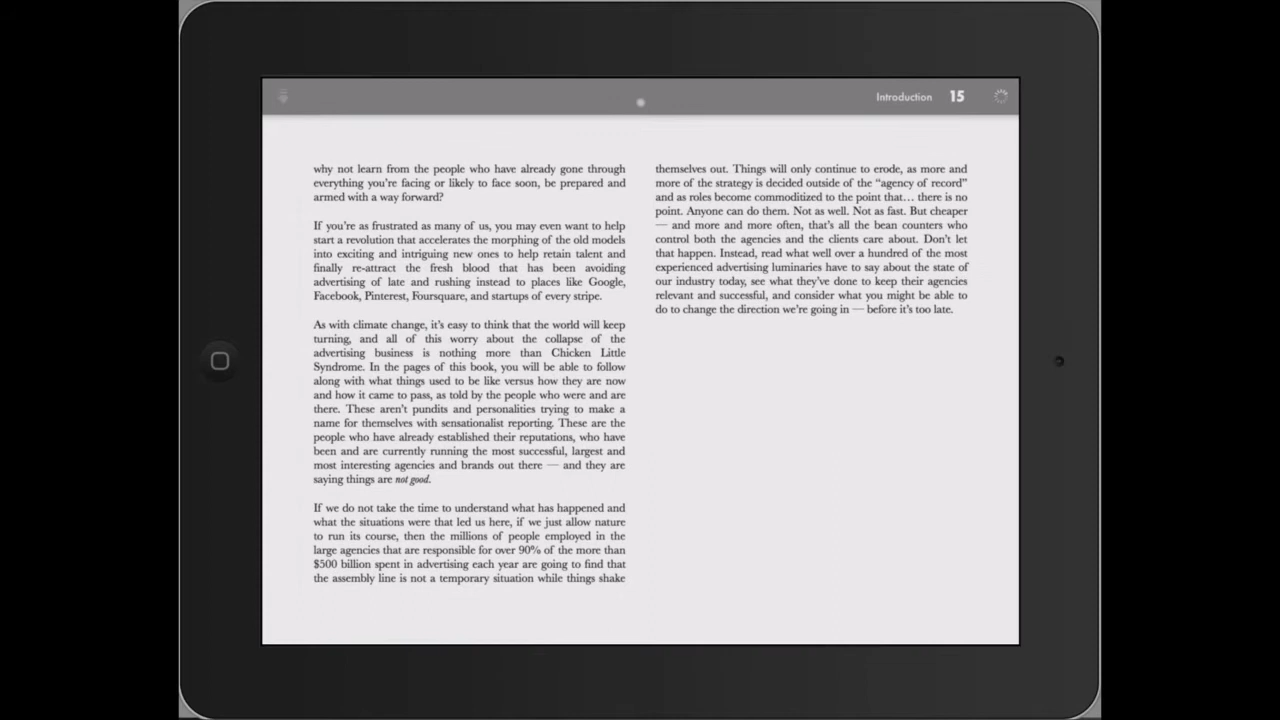 Introduction 15
why not learn from the people who have already gone through
everything you're facing or likely to face soon, be prepared and
armed with a way forward?
If you're as frustrated as many of us, you may even want to help
start a revolution that accelerates the morphing of the old models
into exciting and intriguing new ones to help retain talent and
finally re-attract the fresh blood that has been avoiding
advertising of late and rushing instead to places like Google,
Facebook, Pinterest, Foursquare, and startups of every stripe.
As with climate change, it's easy to think that the world will keep
turning, and all of this worry about the collapse of the
advertising business is nothing more than Chicken Little
Syndrome. In the pages of this book, you will be able to follow
along with what things used to be like versus how they are now
and how it came to pass, as told by the people who were and are
there. These aren't pundits and personalities trying to make a
name for themselves with sensationalist reporting. These are the
people who have already established their reputations, who have
been and are currently running the most successful, largest and
most interesting agencies and brands out there — and they are
saying things are not good.
If we do not take the time to understand what has happened and
what the situations were that led us here, if we just allow nature
to run its course, then the millions of people employed in the
large agencies that are responsible for over 90% of the more than
$500 billion spent in advertising each year are going to find that
the assembly line is not a temporary situation while things shake
themselves out. Things will only continue to erode, as more and
more of the strategy is decided outside of the “agency of record”
and as roles become commoditized to the point that… there is no
point. Anyone can do them. Not as well. Not as fast. But cheaper
— and more and more often, that's all the bean counters who
control both the agencies and the clients care about. Don't let
that happen. Instead, read what well over a hundred of the most
experienced advertising luminaries have to say about the state of
our industry today, see what they've done to keep their agencies
relevant and successful, and consider what you might be able to
do to change the direction we're going in — before it's too late.